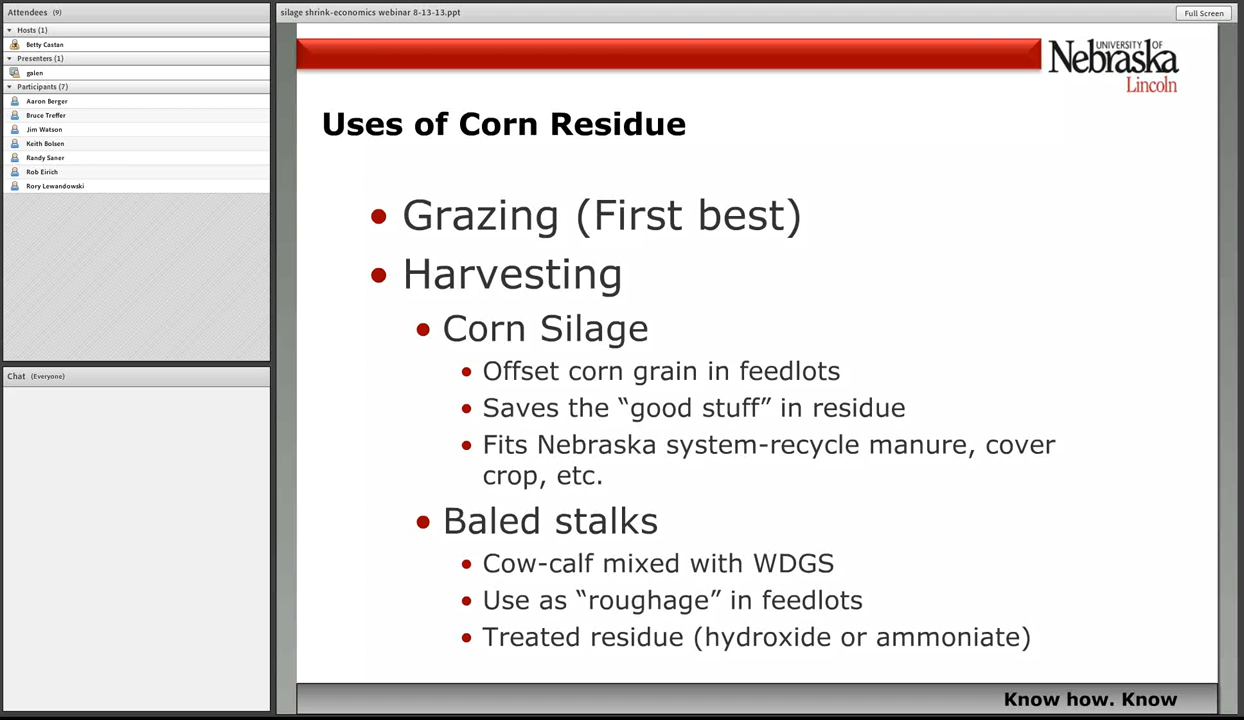 Attendees (9)
Hosts (1)
Betty Castan
Presenters (1)
galen
Participants (7)
Aaron Berger
Bruce Treffer
Jim Watson
Keith Bolsen
Randy Saner
Rob Eirich
Rory Lewandowski
Chat (Everyone)
silage shrink-economics webinar 8-13-13.ppt
Full Screen
UNIVERSITY OF
Nebraska
Lincoln
Uses of Corn Residue
• Grazing (First best)
• Harvesting
• Corn Silage
• Offset corn grain in feedlots
• Saves the “good stuff” in residue
• Fits Nebraska system-recycle manure, cover
crop, etc.
• Baled stalks
• Cow-calf mixed with WDGS
• Use as “roughage” in feedlots
• Treated residue (hydroxide or ammoniate)
Know how. Know